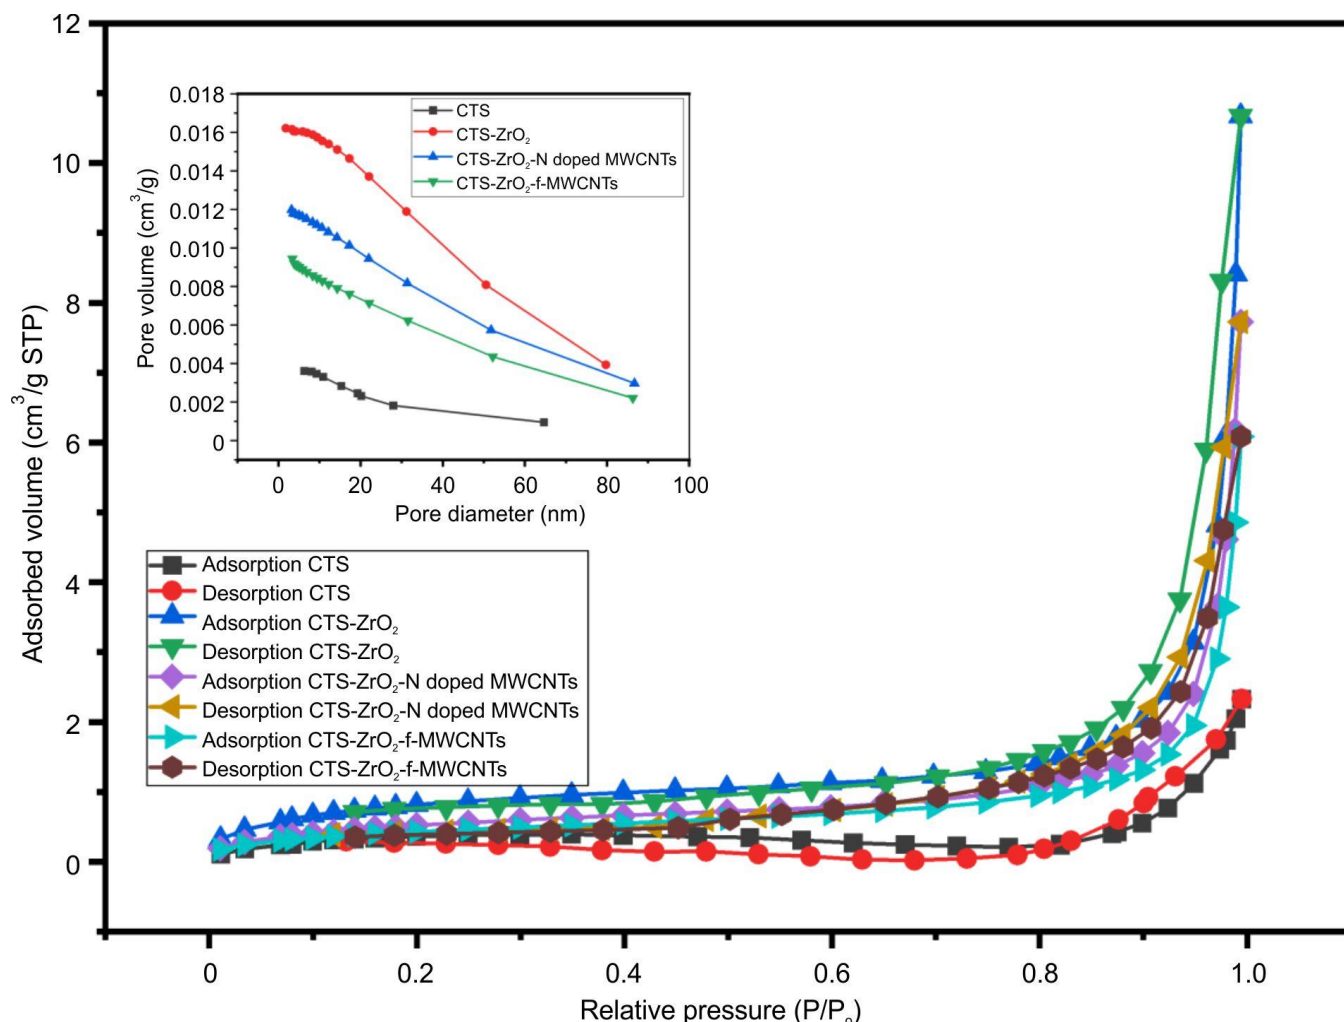 12
10
8
6
4
2
0
Adsorbed volume (cm³/g STP)
0.018
0.016
0.014
0.012
0.010
0.008
0.006
0.004
0.002
0
Pore volume (cm³/g)
CTS
CTS-ZrO₂
CTS-ZrO₂-N doped MWCNTs
CTS-ZrO₂-f-MWCNTs
0 20 40 60 80 100
Pore diameter (nm)
Adsorption CTS
Desorption CTS
Adsorption CTS-ZrO₂
Desorption CTS-ZrO₂
Adsorption CTS-ZrO₂-N doped MWCNTs
Desorption CTS-ZrO₂-N doped MWCNTs
Adsorption CTS-ZrO₂-f-MWCNTs
Desorption CTS-ZrO₂-f-MWCNTs
0 0.2 0.4 0.6 0.8 1.0
Relative pressure (P/P₀)